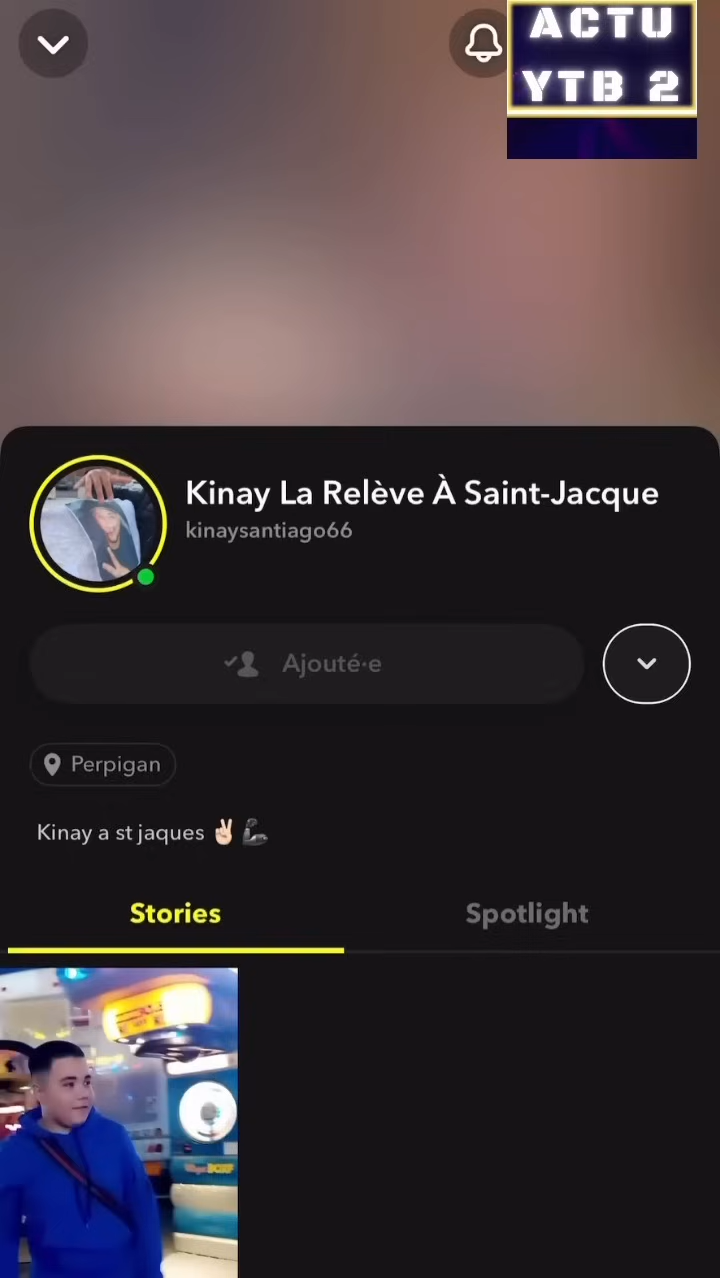 ACTU
YTB 2
Kinay La Relève À Saint-Jacque
kinaysantiago66
Ajouté·e
Perpigan
Kinay a st jaques ✌🏻🦾
Stories
Spotlight